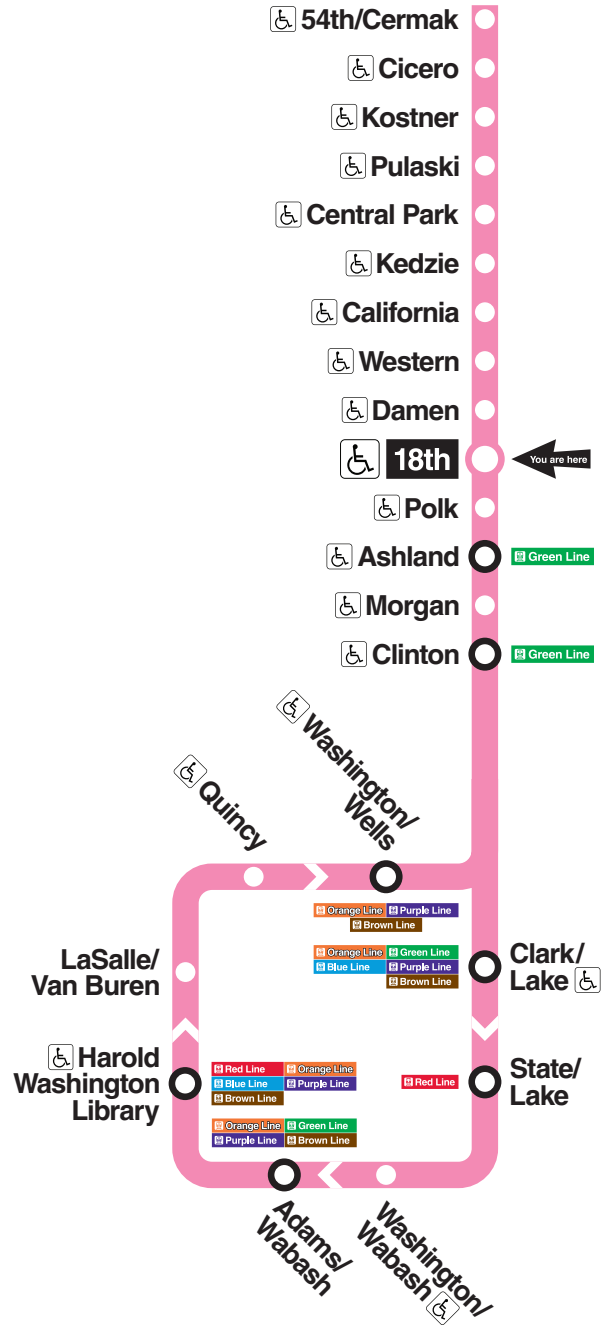 54th/Cermak
Cicero
Kostner
Pulaski
Central Park
Kedzie
California
Western
Damen
18th
You are here
Polk
Ashland
Green Line
Morgan
Clinton
Green Line
Washington/
Wells
Quincy
Orange Line
Purple Line
Brown Line
Clark/
Lake
Orange Line
Green Line
Blue Line
Purple Line
Brown Line
LaSalle/
Van Buren
Harold
Washington
Library
Red Line
Orange Line
Blue Line
Purple Line
Brown Line
Red Line
State/
Lake
Orange Line
Green Line
Purple Line
Brown Line
Adams/
Wabash
Washington/
Wabash